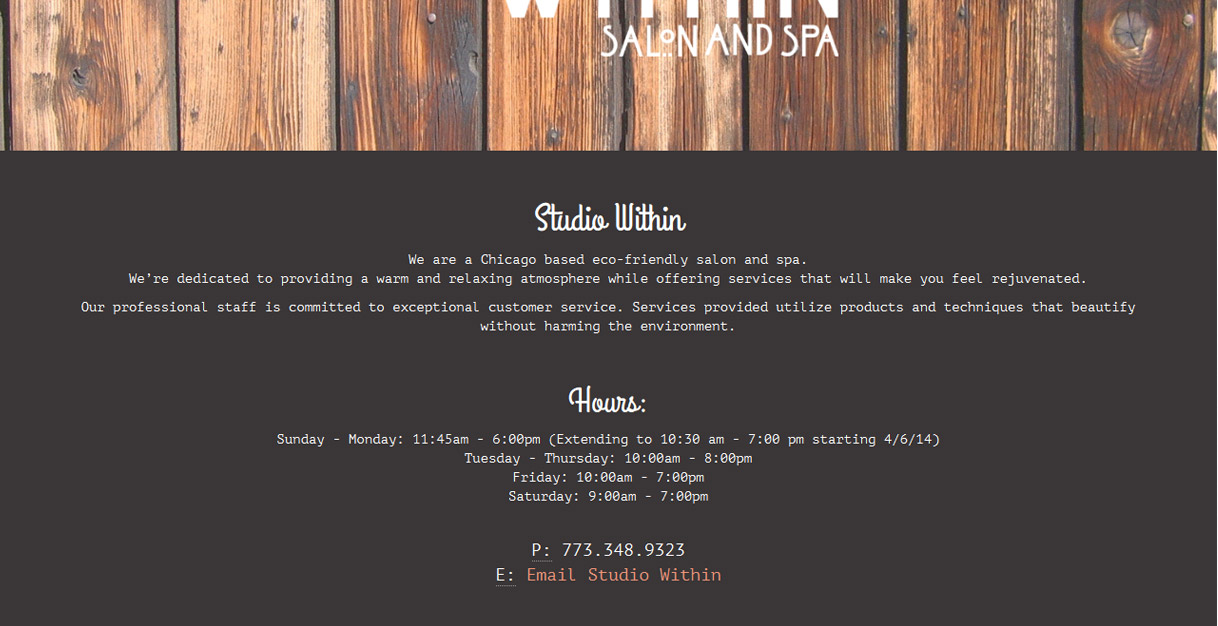 WITHIN
SALON AND SPA
Studio Within
We are a Chicago based eco-friendly salon and spa.
We’re dedicated to providing a warm and relaxing atmosphere while offering services that will make you feel rejuvenated.
Our professional staff is committed to exceptional customer service. Services provided utilize products and techniques that beautify
without harming the environment.
Hours:
Sunday - Monday: 11:45am - 6:00pm (Extending to 10:30 am - 7:00 pm starting 4/6/14)
Tuesday - Thursday: 10:00am - 8:00pm
Friday: 10:00am - 7:00pm
Saturday: 9:00am - 7:00pm
P: 773.348.9323
E: Email Studio Within